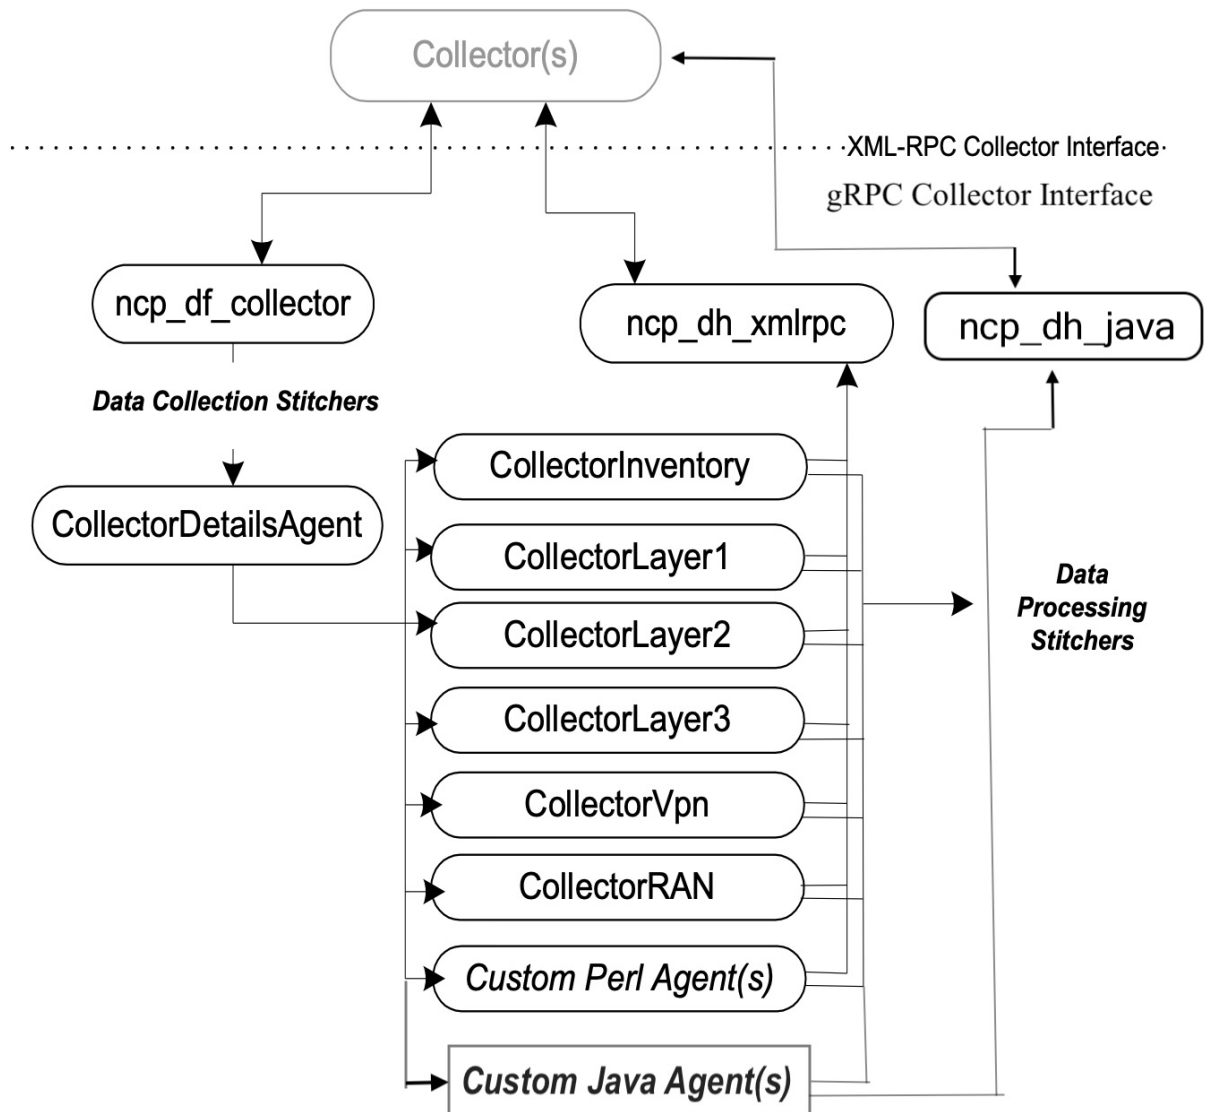 Collector(s)
XML-RPC Collector Interface
gRPC Collector Interface
ncp_df_collector
ncp_dh_xmlrpc
ncp_dh_java
Data Collection Stitchers
CollectorInventory
CollectorDetailsAgent
CollectorLayer1
Data
Processing
Stitchers
CollectorLayer2
CollectorLayer3
CollectorVpn
CollectorRAN
Custom Perl Agent(s)
Custom Java Agent(s)